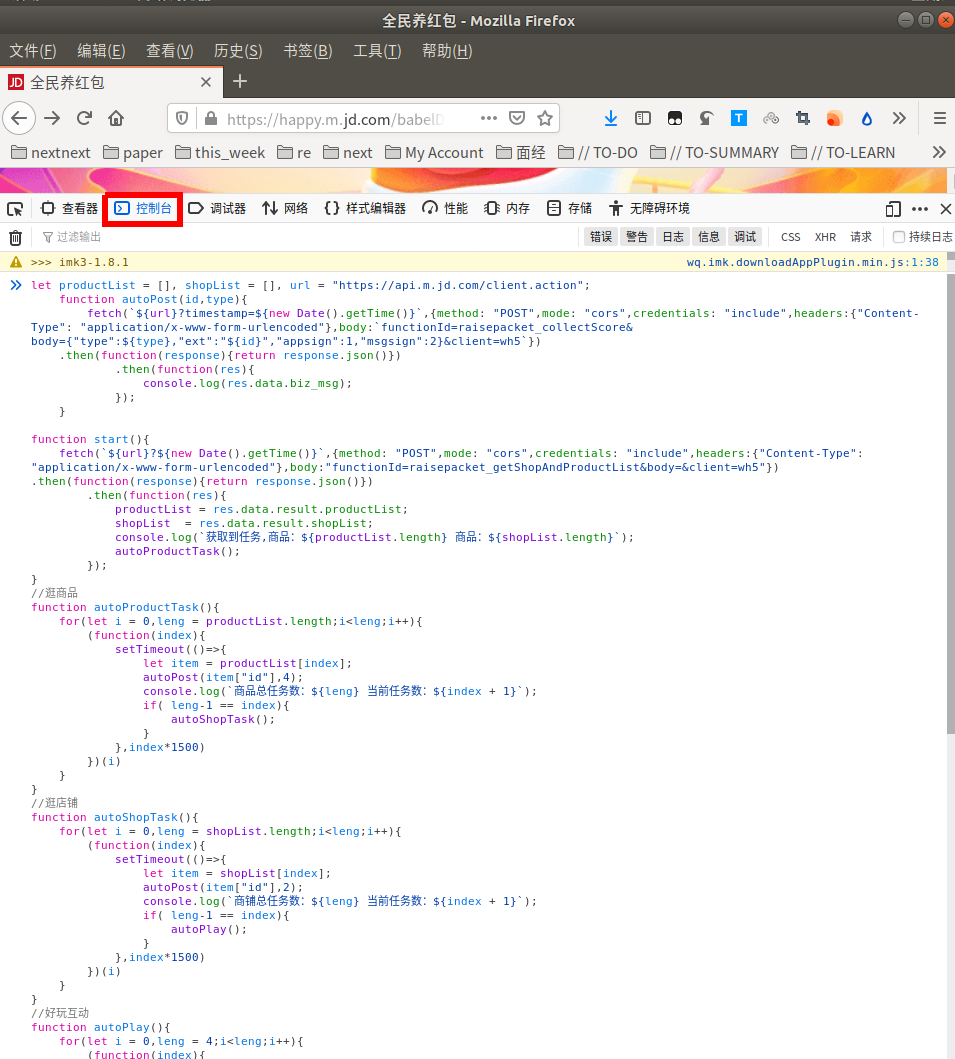 全民养红包 - Mozilla Firefox
文件(F) 编辑(E) 查看(V) 历史(S) 书签(B) 工具(T) 帮助(H)
JD 全民养红包
https://happy.m.jd.com/babelD
nextnext paper this_week re next My Account 面经 // TO-DO // TO-SUMMARY // TO-LEARN
查看器 控制台 调试器 网络 样式编辑器 性能 内存 存储 无障碍环境
过滤输出 错误 警告 日志 信息 调试 CSS XHR 请求 持续日志
>>> imk3-1.8.1 wq.imk.downloadAppPlugin.min.js:1:38
let productList = [], shopList = [], url = "https://api.m.jd.com/client.action";
    function autoPost(id,type){
        fetch(`${url}?timestamp=${new Date().getTime()}`,{method: "POST",mode: "cors",credentials: "include",headers:{"Content-
Type": "application/x-www-form-urlencoded"},body:`functionId=raisepacket_collectScore&
body={"type":${type},"ext":"${id}","appsign":1,"msgsign":2}&client=wh5`})
    .then(function(response){return response.json()})
            .then(function(res){
                console.log(res.data.biz_msg);
            });
    }
function start(){
    fetch(`${url}?${new Date().getTime()}`,{method: "POST",mode: "cors",credentials: "include",headers:{"Content-Type":
"application/x-www-form-urlencoded"},body:"functionId=raisepacket_getShopAndProductList&body=&client=wh5"})
.then(function(response){return response.json()})
        .then(function(res){
            productList = res.data.result.productList;
            shopList  = res.data.result.shopList;
            console.log(`获取到任务,商品：${productList.length} 商品：${shopList.length}`);
            autoProductTask();
        });
}
//逛商品
function autoProductTask(){
    for(let i = 0,leng = productList.length;i<leng;i++){
        (function(index){
            setTimeout(()=>{
                let item = productList[index];
                autoPost(item["id"],4);
                console.log(`商品总任务数：${leng} 当前任务数：${index + 1}`);
                if( leng-1 == index){
                    autoShopTask();
                }
            },index*1500)
        })(i)
    }
}
//逛店铺
function autoShopTask(){
    for(let i = 0,leng = shopList.length;i<leng;i++){
        (function(index){
            setTimeout(()=>{
                let item = shopList[index];
                autoPost(item["id"],2);
                console.log(`商铺总任务数：${leng} 当前任务数：${index + 1}`);
                if( leng-1 == index){
                    autoPlay();
                }
            },index*1500)
        })(i)
    }
}
//好玩互动
function autoPlay(){
    for(let i = 0,leng = 4;i<leng;i++){
        (function(index){